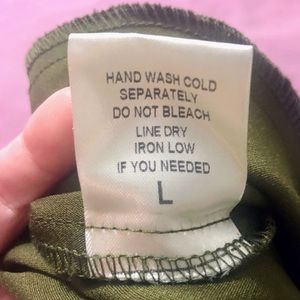 HAND WASH COLD
SEPARATELY
DO NOT BLEACH
LINE DRY
IRON LOW
IF YOU NEEDED
L